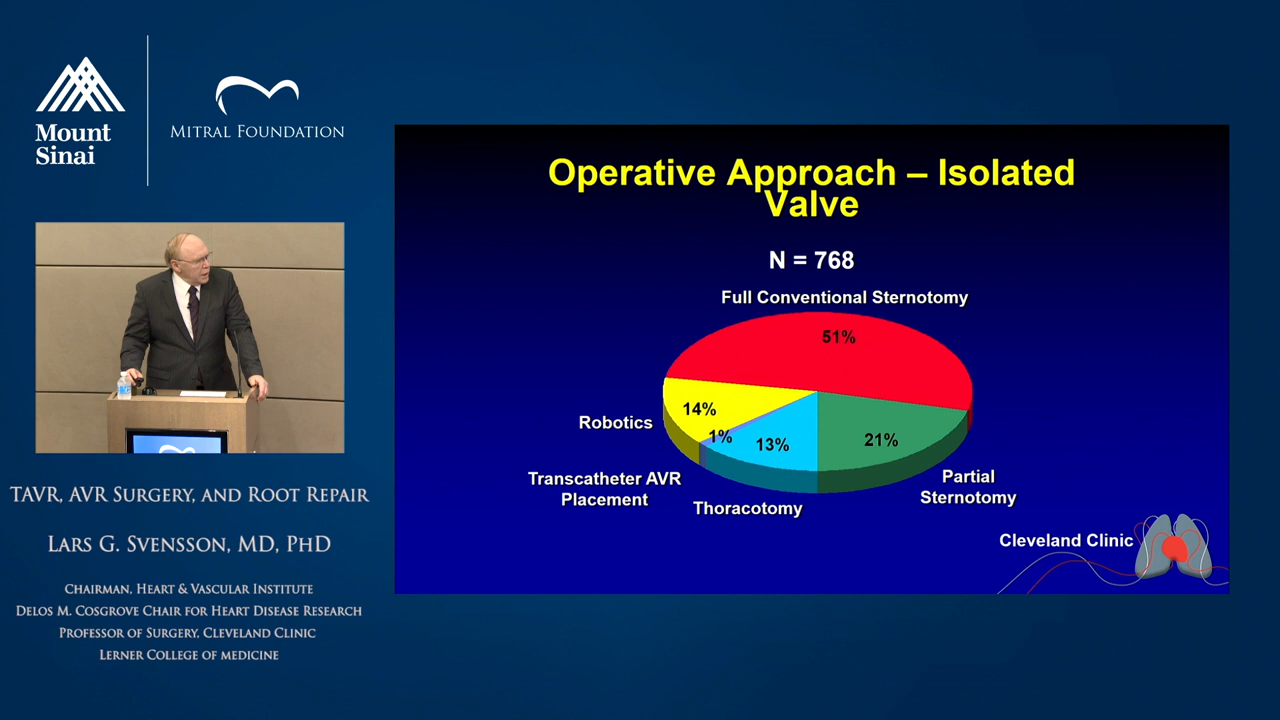 Mount
Sinai
Mitral Foundation
TAVR, AVR Surgery, and Root Repair
Lars G. Svensson, MD, PhD
Chairman, Heart & Vascular Institute
Delos M. Cosgrove Chair for Heart Disease Research
Professor of Surgery, Cleveland Clinic
Lerner College of medicine
Operative Approach – Isolated
Valve
N = 768
Full Conventional Sternotomy
51%
14%
Robotics
1%
13%
21%
Transcatheter AVR
Placement
Thoracotomy
Partial
Sternotomy
Cleveland Clinic